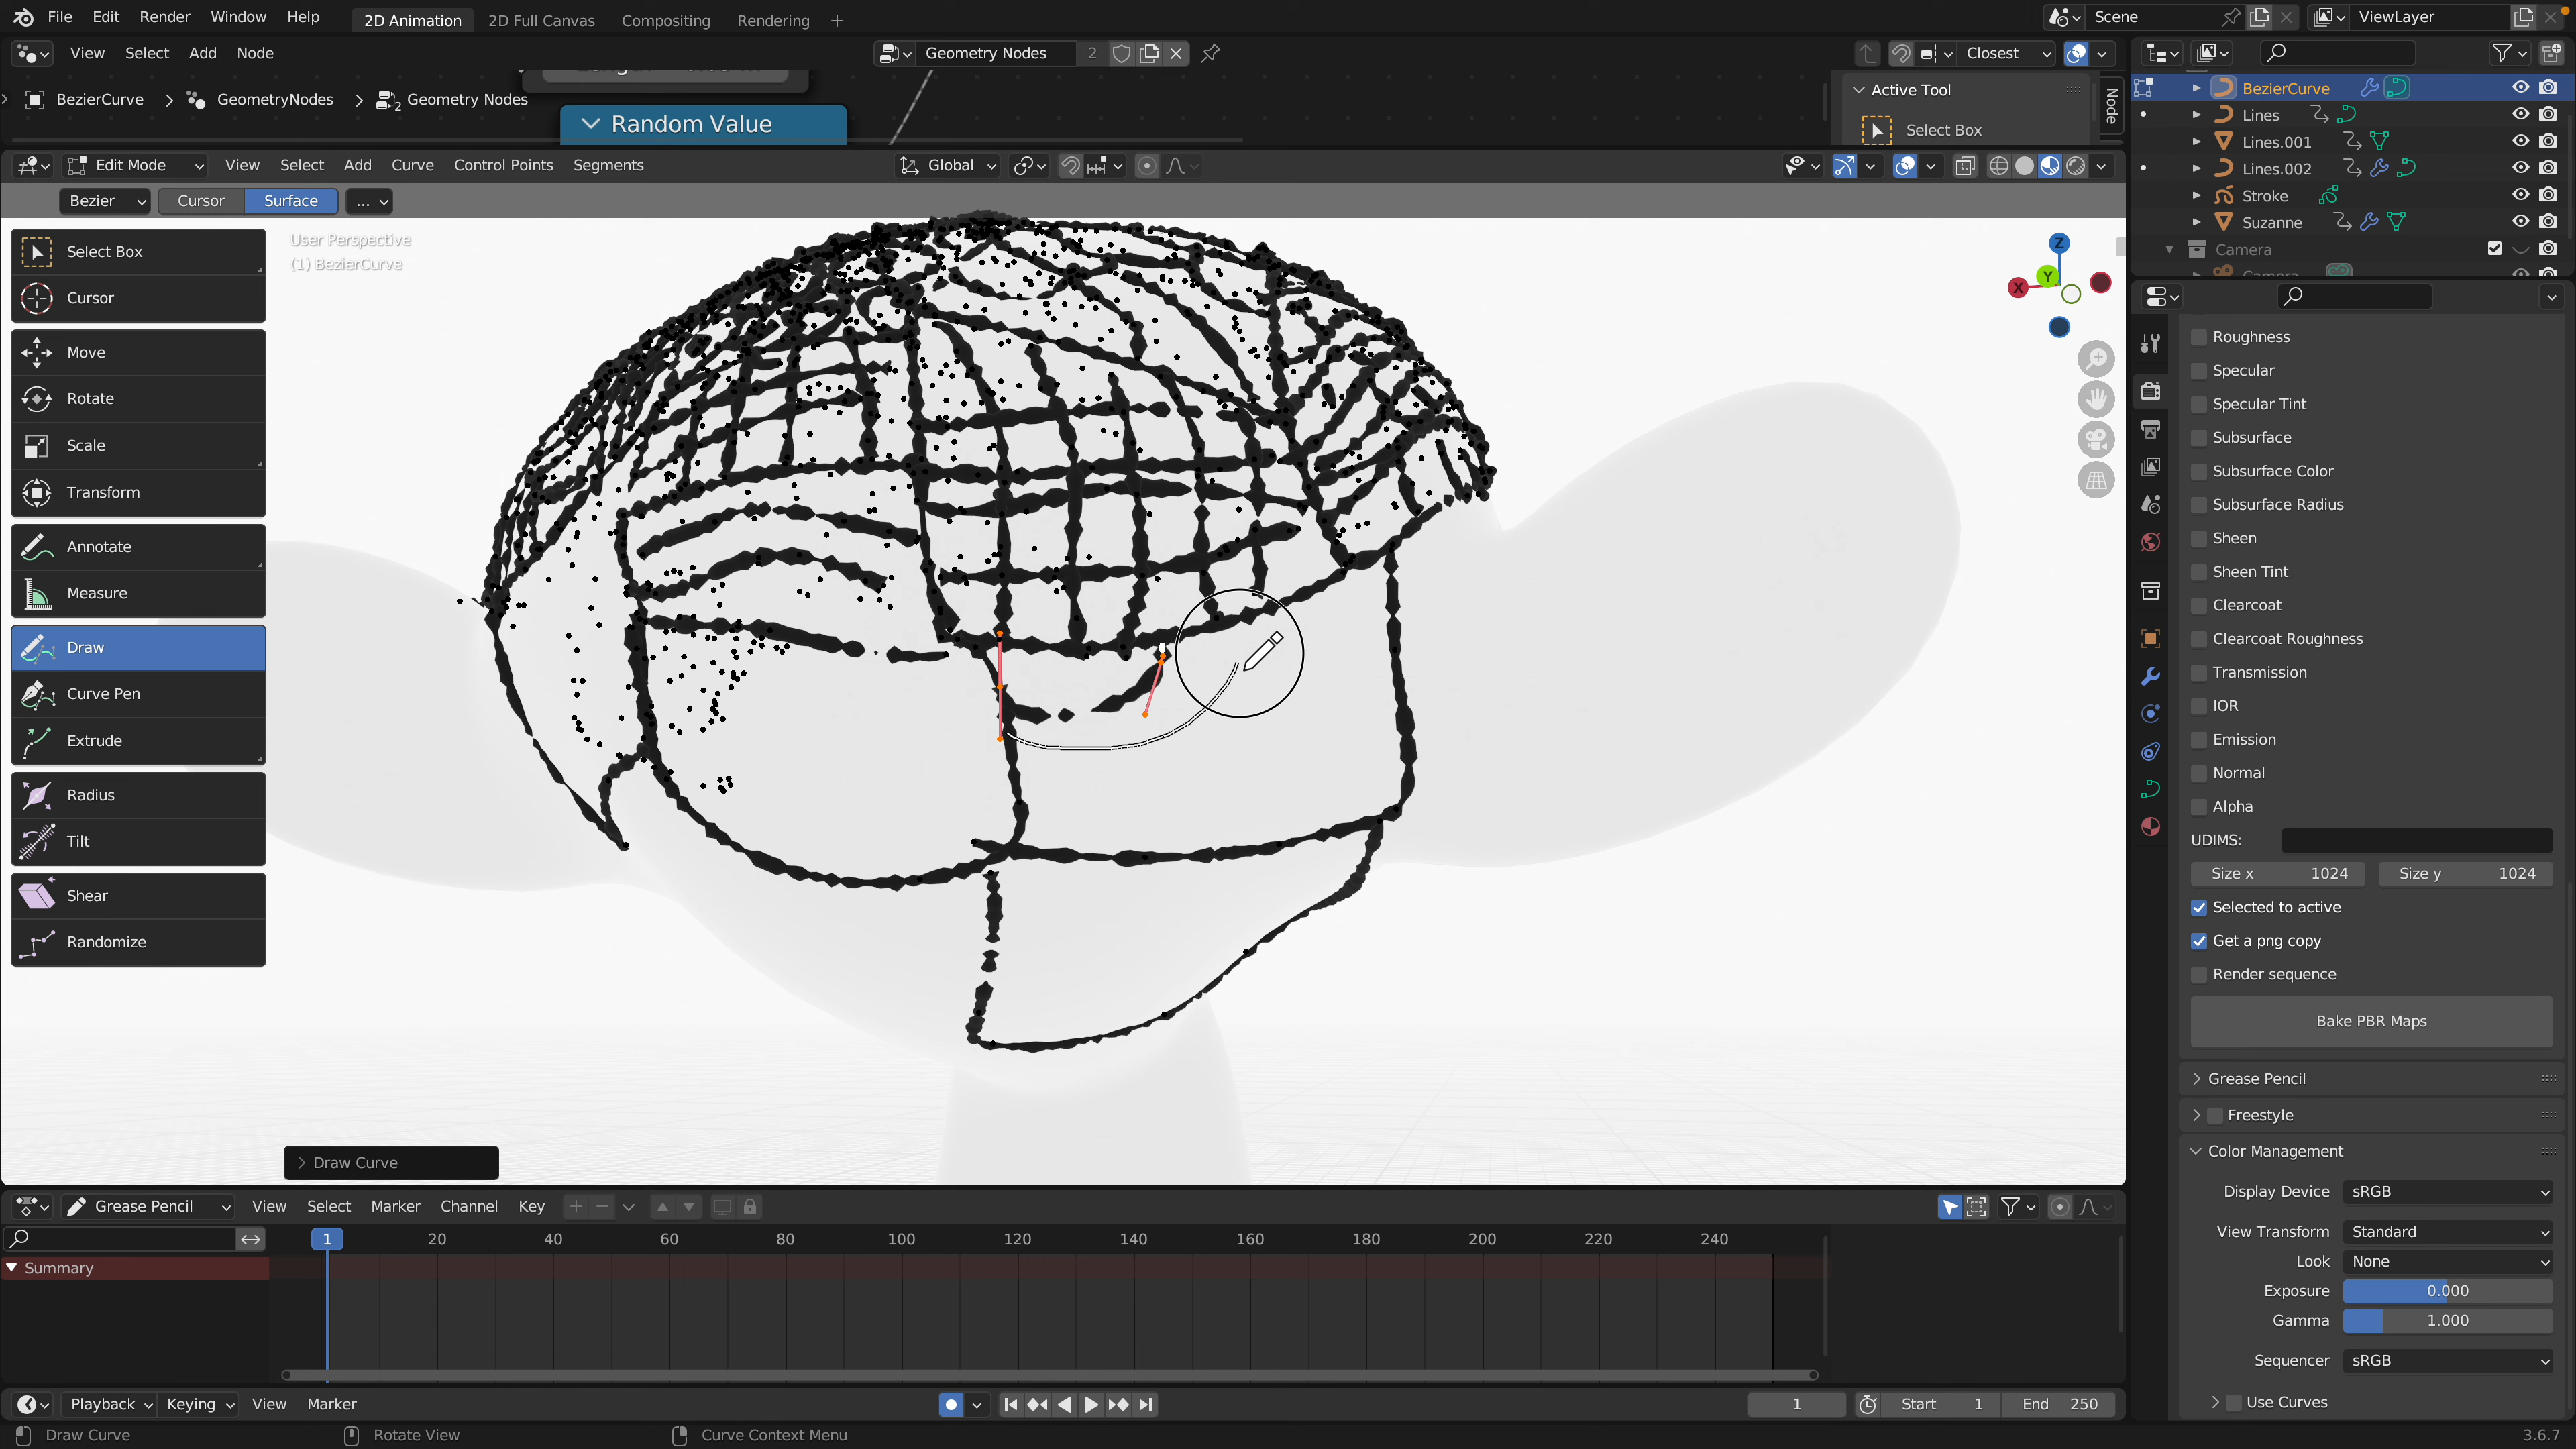 File Edit Render Window Help 2D Animation 2D Full Canvas Compositing Rendering + Scene ViewLayer
View Select Add Node Geometry Nodes 2 Closest
BezierCurve > GeometryNodes > 2 Geometry Nodes
Random Value
Active Tool
Select Box
Node
BezierCurve
Lines
Lines.001
Lines.002
Stroke
Suzanne
Camera
Edit Mode View Select Add Curve Control Points Segments Global
Bezier Cursor Surface ...
User Perspective
(1) BezierCurve
Z
Y
X
Select Box
Cursor
Move
Rotate
Scale
Transform
Annotate
Measure
Draw
Curve Pen
Extrude
Radius
Tilt
Shear
Randomize
Draw Curve
Roughness
Specular
Specular Tint
Subsurface
Subsurface Color
Subsurface Radius
Sheen
Sheen Tint
Clearcoat
Clearcoat Roughness
Transmission
IOR
Emission
Normal
Alpha
UDIMS:
Size x 1024 Size y 1024
Selected to active
Get a png copy
Render sequence
Bake PBR Maps
Grease Pencil
Freestyle
Color Management
Display Device sRGB
View Transform Standard
Look None
Exposure 0.000
Gamma 1.000
Sequencer sRGB
Use Curves
Grease Pencil View Select Marker Channel Key
1 20 40 60 80 100 120 140 160 180 200 220 240
Summary
Playback Keying View Marker 1 Start 1 End 250
Draw Curve Rotate View Curve Context Menu 3.6.7